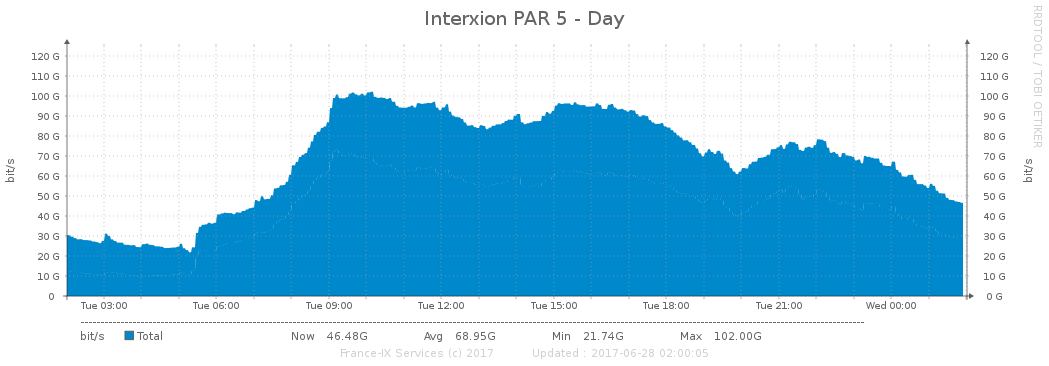 Interxion PAR 5 - Day
RRDTOOL / TOBI OETIKER
bit/s
120 G 120 G
110 G 110 G
100 G 100 G
90 G 90 G
80 G 80 G
70 G 70 G
60 G 60 G
50 G 50 G
40 G 40 G
30 G 30 G
20 G 20 G
10 G 10 G
0 0 G
bit/s
Tue 03:00 Tue 06:00 Tue 09:00 Tue 12:00 Tue 15:00 Tue 18:00 Tue 21:00 Wed 00:00
bit/s Total Now 46.48G Avg 68.95G Min 21.74G Max 102.00G
France-IX Services (c) 2017 Updated : 2017-06-28 02:00:05